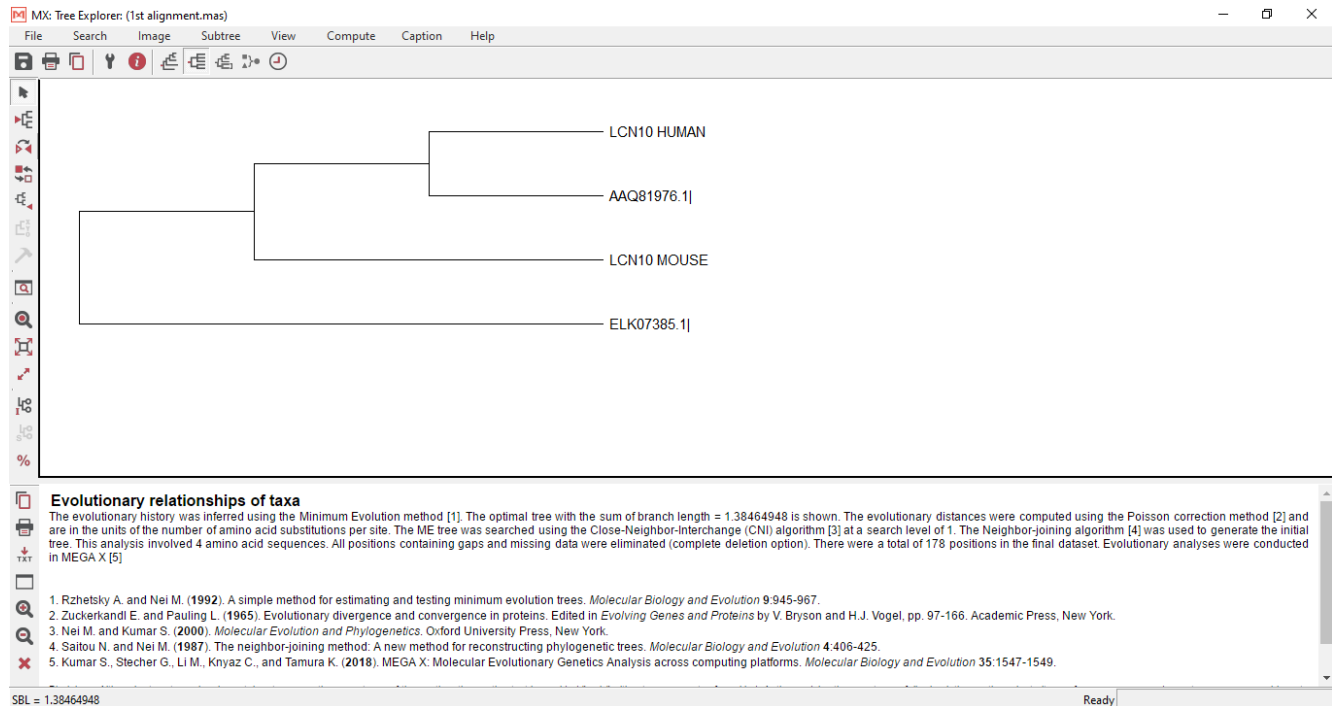 MX: Tree Explorer: (1st alignment.mas)
File Search Image Subtree View Compute Caption Help
LCN10 HUMAN
AAQ81976.1|
LCN10 MOUSE
ELK07385.1|
%
TXT
Evolutionary relationships of taxa
The evolutionary history was inferred using the Minimum Evolution method [1]. The optimal tree with the sum of branch length = 1.38464948 is shown. The evolutionary distances were computed using the Poisson correction method [2] and
are in the units of the number of amino acid substitutions per site. The ME tree was searched using the Close-Neighbor-Interchange (CNI) algorithm [3] at a search level of 1. The Neighbor-joining algorithm [4] was used to generate the initial
tree. This analysis involved 4 amino acid sequences. All positions containing gaps and missing data were eliminated (complete deletion option). There were a total of 178 positions in the final dataset. Evolutionary analyses were conducted
in MEGA X [5]
1. Rzhetsky A. and Nei M. (1992). A simple method for estimating and testing minimum evolution trees. Molecular Biology and Evolution 9:945-967.
2. Zuckerkandl E. and Pauling L. (1965). Evolutionary divergence and convergence in proteins. Edited in Evolving Genes and Proteins by V. Bryson and H.J. Vogel, pp. 97-166. Academic Press, New York.
3. Nei M. and Kumar S. (2000). Molecular Evolution and Phylogenetics. Oxford University Press, New York.
4. Saitou N. and Nei M. (1987). The neighbor-joining method: A new method for reconstructing phylogenetic trees. Molecular Biology and Evolution 4:406-425.
5. Kumar S., Stecher G., Li M., Knyaz C., and Tamura K. (2018). MEGA X: Molecular Evolutionary Genetics Analysis across computing platforms. Molecular Biology and Evolution 35:1547-1549.
SBL = 1.38464948 Ready